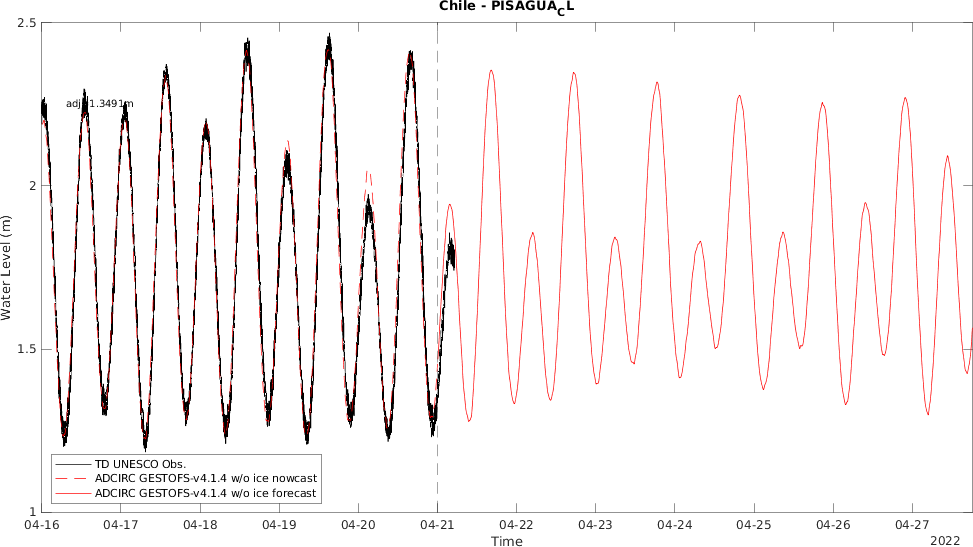 Chile - PISAGUA_CL
2.5
2
1.5
1
Water Level (m)
adj: 1.3491m
TD UNESCO Obs.
ADCIRC GESTOFS-v4.1.4 w/o ice nowcast
ADCIRC GESTOFS-v4.1.4 w/o ice forecast
04-16 04-17 04-18 04-19 04-20 04-21 04-22 04-23 04-24 04-25 04-26 04-27
Time
2022